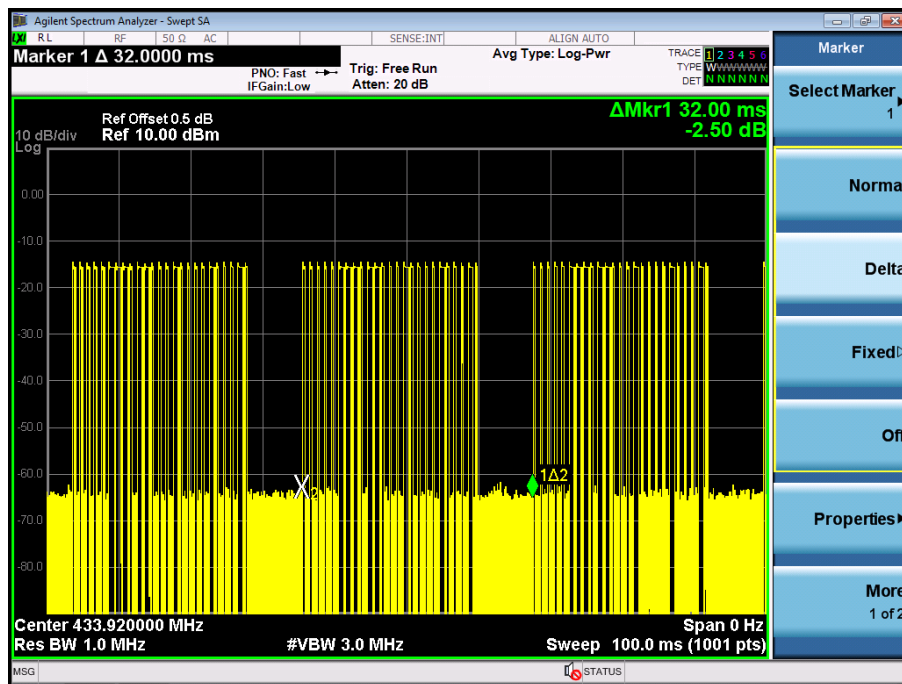 Agilent Spectrum Analyzer - Swept SA
LXI RL RF 50 Ω AC SENSE:INT ALIGN AUTO
Marker 1 Δ 32.0000 ms
PNO: Fast
IFGain:Low
Trig: Free Run
Atten: 20 dB
Avg Type: Log-Pwr
TRACE 1 2 3 4 5 6
TYPE WWWWWW
DET N N N N N N
ΔMkr1 32.00 ms
-2.50 dB
Ref Offset 0.5 dB
10 dB/div Ref 10.00 dBm
Log
0.00
-10.0
-20.0
-30.0
-40.0
-50.0
-60.0
-70.0
-80.0
2
1Δ2
Center 433.920000 MHz Span 0 Hz
Res BW 1.0 MHz #VBW 3.0 MHz Sweep 100.0 ms (1001 pts)
MSG STATUS
Marker
Select Marker
1
Norma
Delta
Fixed
Off
Properties
More
1 of 2